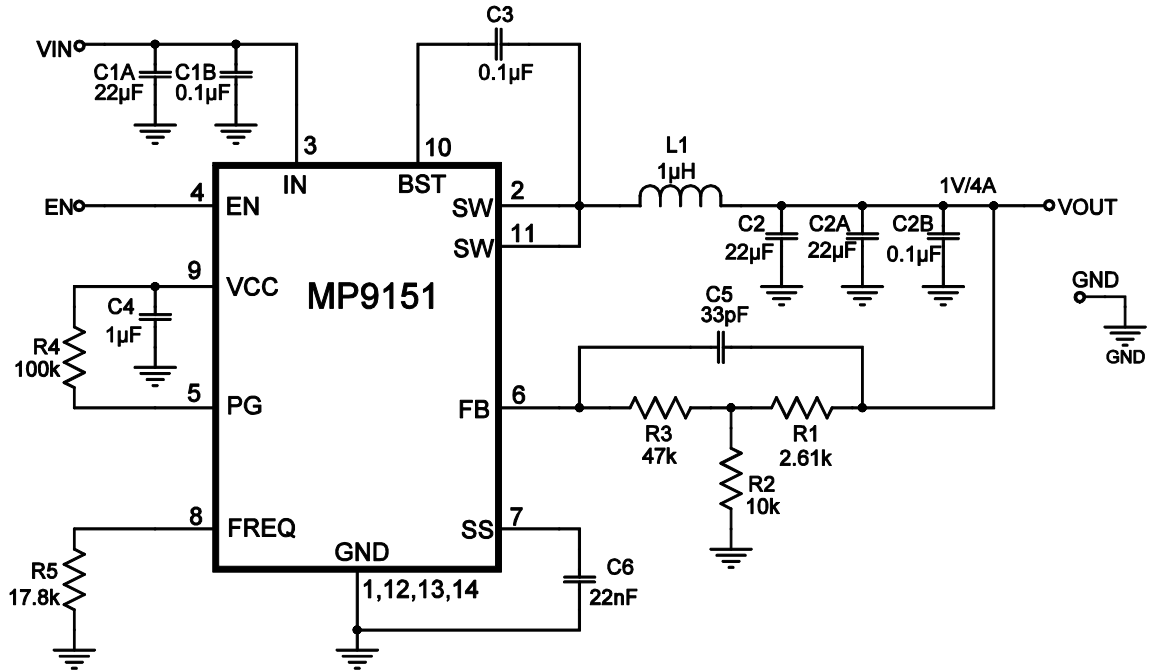 C3
0.1µF
VIN
C1A
22µF
C1B
0.1µF
3
10
IN
BST
L1
1µH
EN
4
EN
SW
2
1V/4A
VOUT
SW
11
C2
22µF
C2A
22µF
C2B
0.1µF
9
VCC
MP9151
GND
GND
C4
1µF
C5
33pF
R4
100k
5
PG
FB
6
R3
47k
R1
2.61k
R2
10k
8
FREQ
SS
7
GND
R5
17.8k
1,12,13,14
C6
22nF